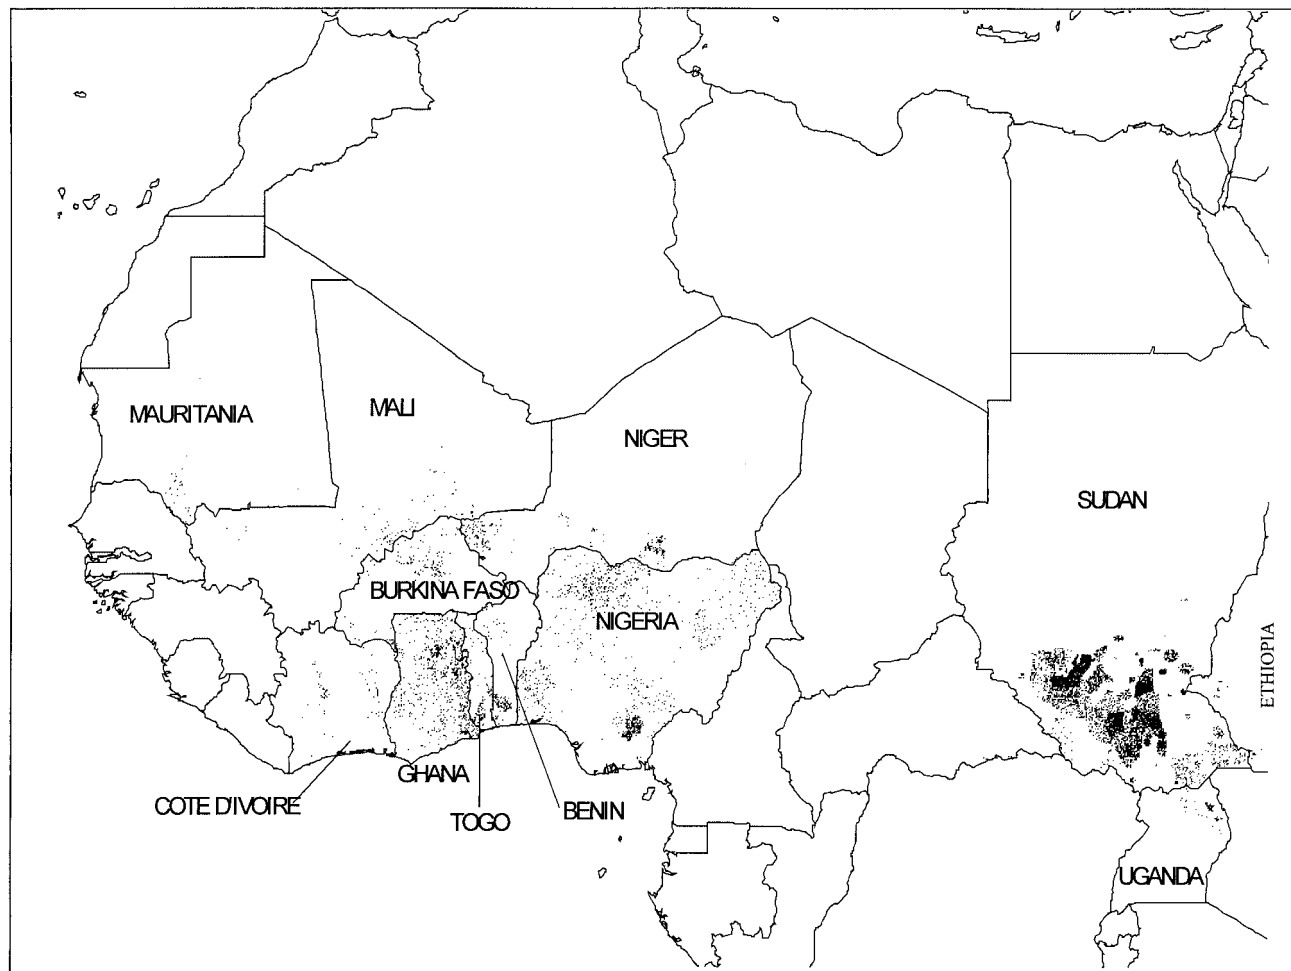 MAURITANIA
MALI
NIGER
SUDAN
BURKINA FASO
NIGERIA
ETHIOPIA
GHANA
COTE D'IVOIRE
TOGO
BENIN
UGANDA